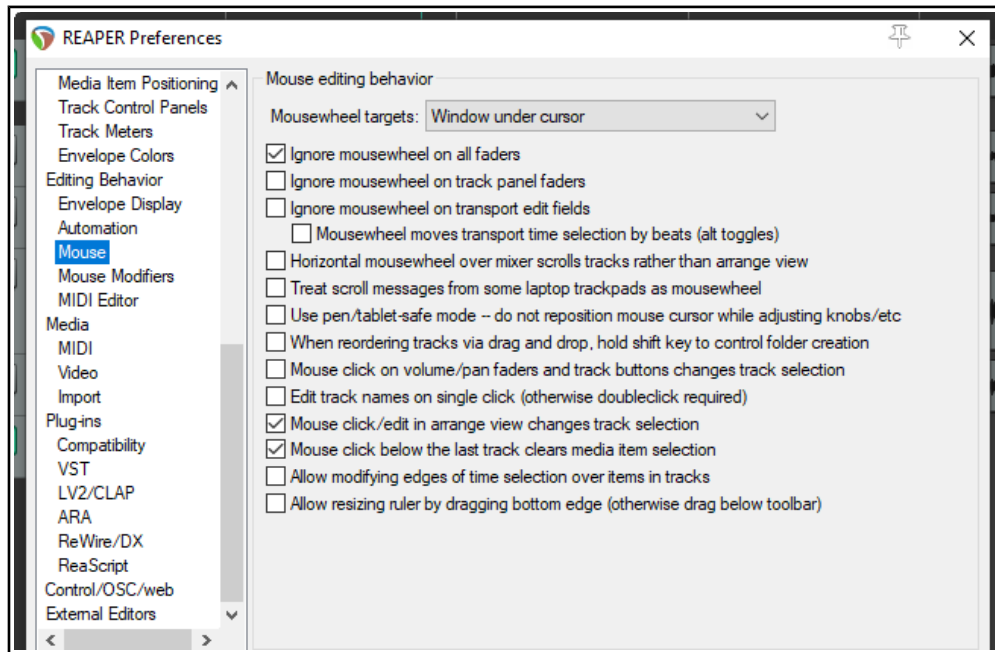 REAPER Preferences
Media Item Positioning
Track Control Panels
Track Meters
Envelope Colors
Editing Behavior
Envelope Display
Automation
Mouse
Mouse Modifiers
MIDI Editor
Media
MIDI
Video
Import
Plug-ins
Compatibility
VST
LV2/CLAP
ARA
ReWire/DX
ReaScript
Control/OSC/web
External Editors
Mouse editing behavior
Mousewheel targets: Window under cursor
Ignore mousewheel on all faders
Ignore mousewheel on track panel faders
Ignore mousewheel on transport edit fields
Mousewheel moves transport time selection by beats (alt toggles)
Horizontal mousewheel over mixer scrolls tracks rather than arrange view
Treat scroll messages from some laptop trackpads as mousewheel
Use pen/tablet-safe mode -- do not reposition mouse cursor while adjusting knobs/etc
When reordering tracks via drag and drop, hold shift key to control folder creation
Mouse click on volume/pan faders and track buttons changes track selection
Edit track names on single click (otherwise doubleclick required)
Mouse click/edit in arrange view changes track selection
Mouse click below the last track clears media item selection
Allow modifying edges of time selection over items in tracks
Allow resizing ruler by dragging bottom edge (otherwise drag below toolbar)